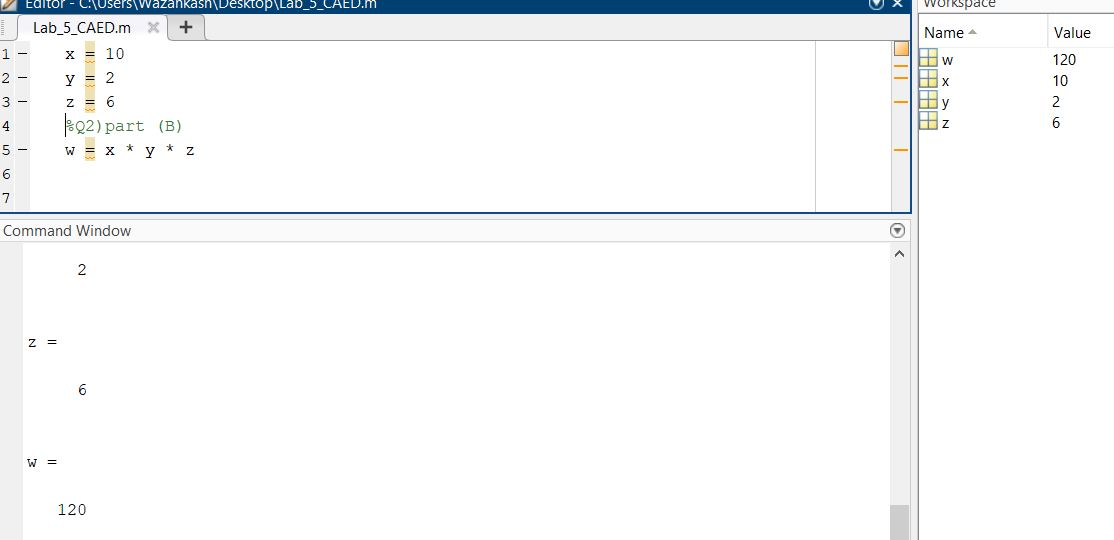 Editor - C:\Users\Wazankash\Desktop\Lab_5_CAED.m
Lab_5_CAED.m
1 x = 10
2 y = 2
3 z = 6
4 %Q2)part (B)
5 w = x * y * z
6
7
Command Window
2
z =
6
w =
120
Workspace
Name Value
w 120
x 10
y 2
z 6